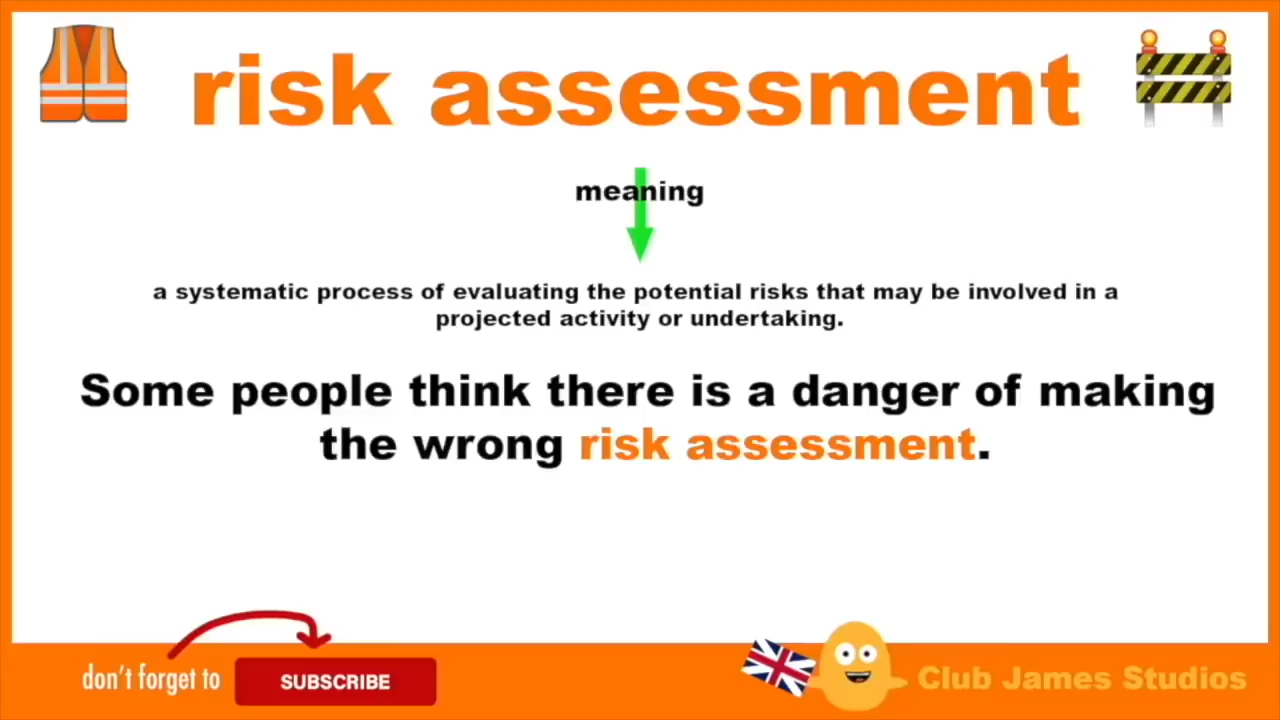 risk assessment
meaning
a systematic process of evaluating the potential risks that may be involved in a
projected activity or undertaking.
Some people think there is a danger of making
the wrong risk assessment.
don't forget to
SUBSCRIBE
Club James Studios